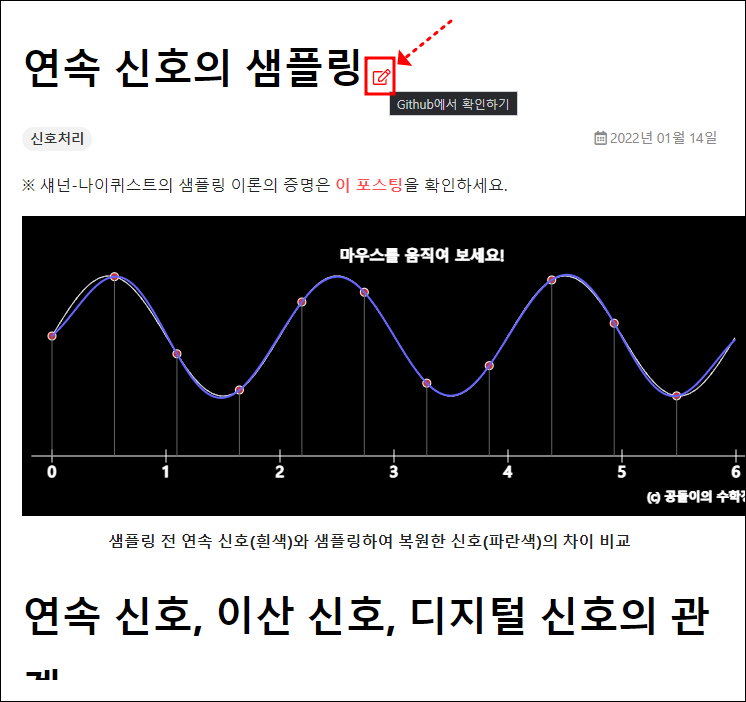 연속 신호의 샘플링
Github에서 확인하기
신호처리
2022년 01월 14일
※ 섀넌-나이퀴스트의 샘플링 이론의 증명은 이 포스팅을 확인하세요.
마우스를 움직여 보세요!
0 1 2 3 4 5 6
(c) 공돌이의 수학정
샘플링 전 연속 신호(흰색)와 샘플링하여 복원한 신호(파란색)의 차이 비교
연속 신호, 이산 신호, 디지털 신호의 관